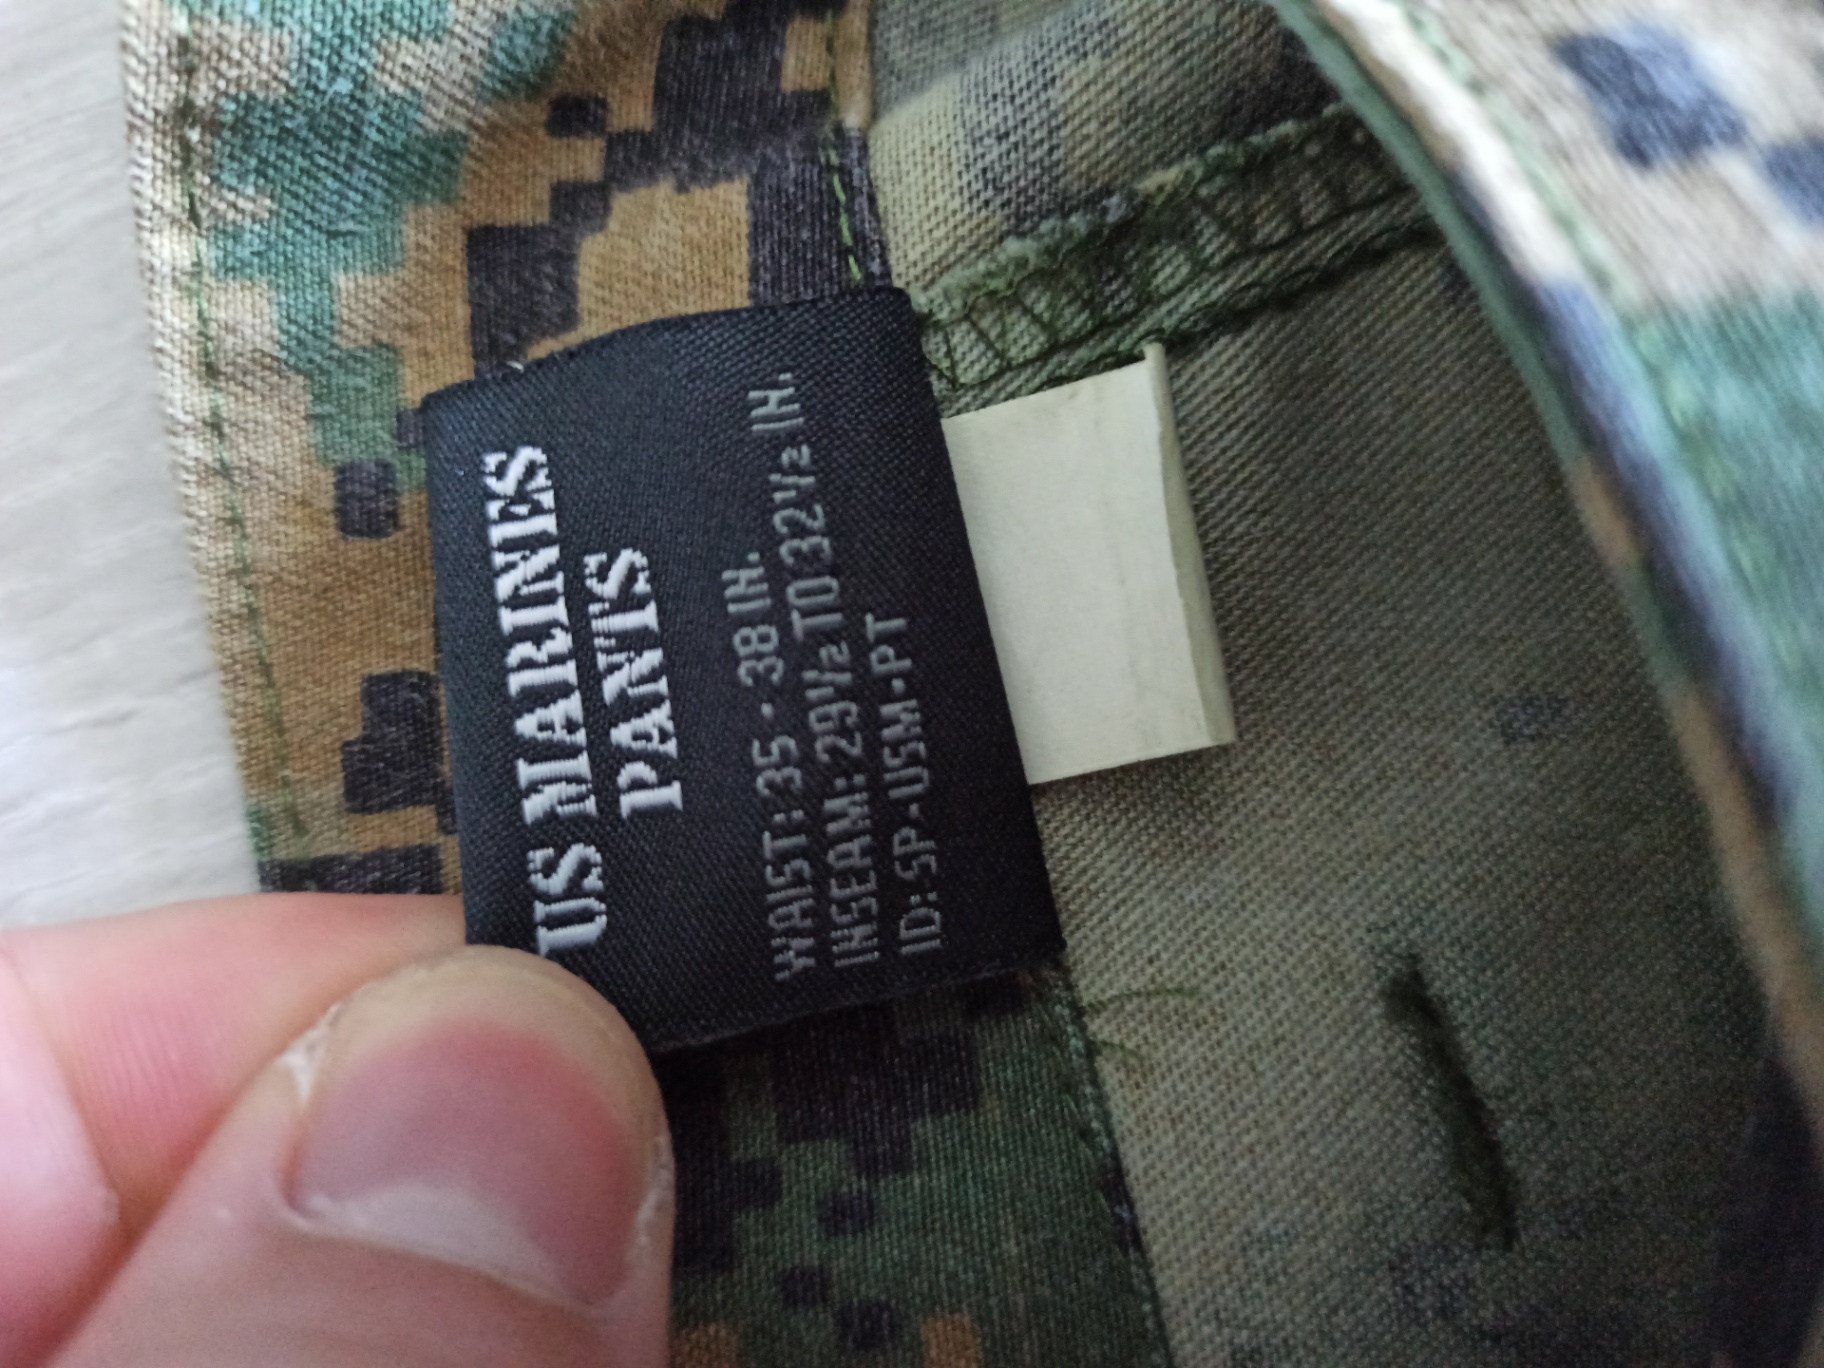 US MARINES
PANTS
WAIST: 35 - 38 IN.
INSEAM: 29½ TO 32½ IN.
ID: SP-USM-PT